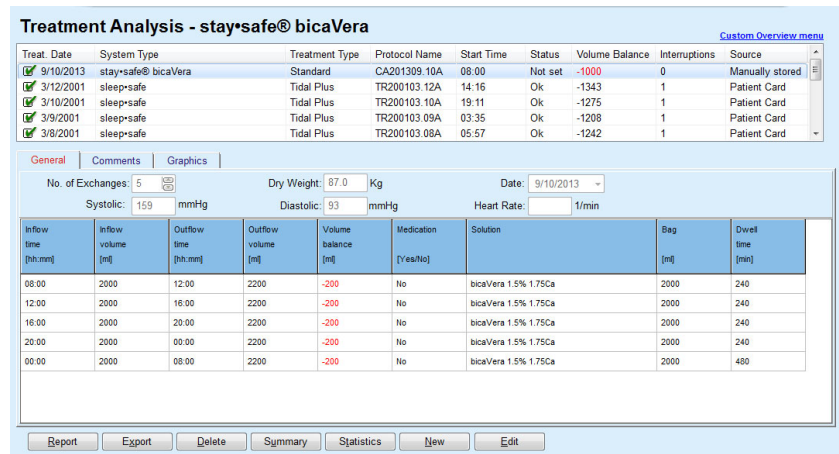 Treatment Analysis - stay•safe® bicaVera
Custom Overview menu
Treat. Date System Type Treatment Type Protocol Name Start Time Status Volume Balance Interruptions Source
9/10/2013 stay•safe® bicaVera Standard CA201309.10A 08:00 Not set -1000 0 Manually stored
3/12/2001 sleep•safe Tidal Plus TR200103.12A 14:16 Ok -1343 1 Patient Card
3/10/2001 sleep•safe Tidal Plus TR200103.10A 19:11 Ok -1275 1 Patient Card
3/9/2001 sleep•safe Tidal Plus TR200103.09A 03:35 Ok -1208 1 Patient Card
3/8/2001 sleep•safe Tidal Plus TR200103.08A 05:57 Ok -1242 1 Patient Card
General Comments Graphics
No. of Exchanges: 5 Dry Weight: 87.0 Kg Date: 9/10/2013
Systolic: 159 mmHg Diastolic: 93 mmHg Heart Rate: 1/min
Inflow Inflow Outflow Outflow Volume Medication Solution Bag Dwell
time volume time volume balance time
[hh:mm] [ml] [hh:mm] [ml] [ml] [Yes/No] [ml] [min]
08:00 2000 12:00 2200 -200 No bicaVera 1.5% 1.75Ca 2000 240
12:00 2000 16:00 2200 -200 No bicaVera 1.5% 1.75Ca 2000 240
16:00 2000 20:00 2200 -200 No bicaVera 1.5% 1.75Ca 2000 240
20:00 2000 00:00 2200 -200 No bicaVera 1.5% 1.75Ca 2000 240
00:00 2000 08:00 2200 -200 No bicaVera 1.5% 1.75Ca 2000 480
Report Export Delete Summary Statistics New Edit